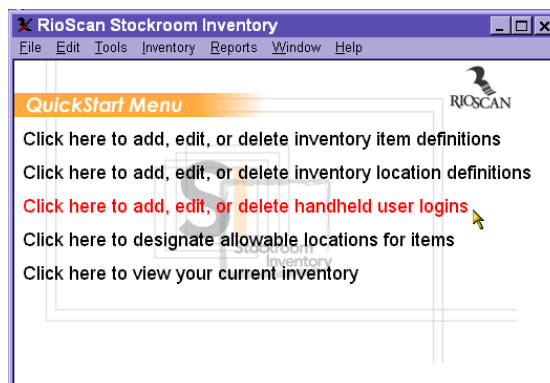 RioScan Stockroom Inventory
File Edit Tools Inventory Reports Window Help
RIOSCAN
QuickStart Menu
Click here to add, edit, or delete inventory item definitions
Click here to add, edit, or delete inventory location definitions
Click here to add, edit, or delete handheld user logins
Click here to designate allowable locations for items
Click here to view your current inventory
SI
Stockroom
Inventory